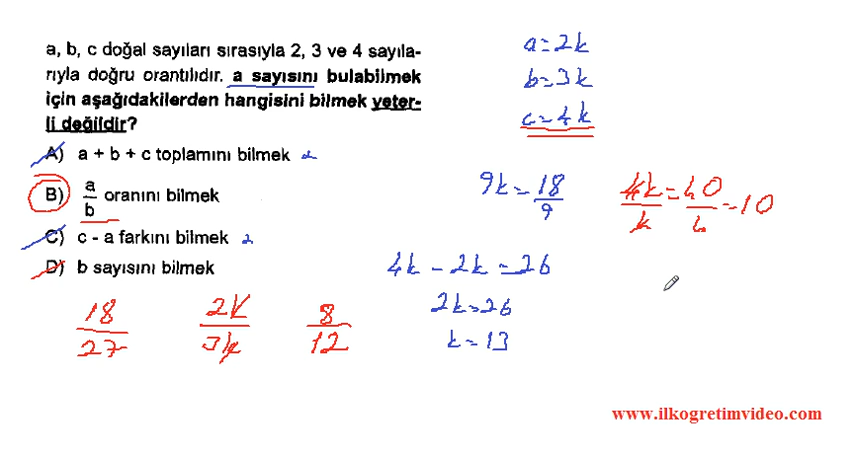 a, b, c doğal sayıları sırasıyla 2, 3 ve 4 sayıla-
rıyla doğru orantılıdır. a sayısını bulabilmek
için aşağıdakilerden hangisini bilmek yeter-
li değildir?
A) a + b + c toplamını bilmek
B) a/b oranını bilmek
C) c - a farkını bilmek
D) b sayısını bilmek
a=2k
b=3k
c=4k
9k=18/9
4k/k=40/4=10
4k-2k=26
2k=26
k=13
18/27
2k/3k
8/12
www.ilkogretimvideo.com